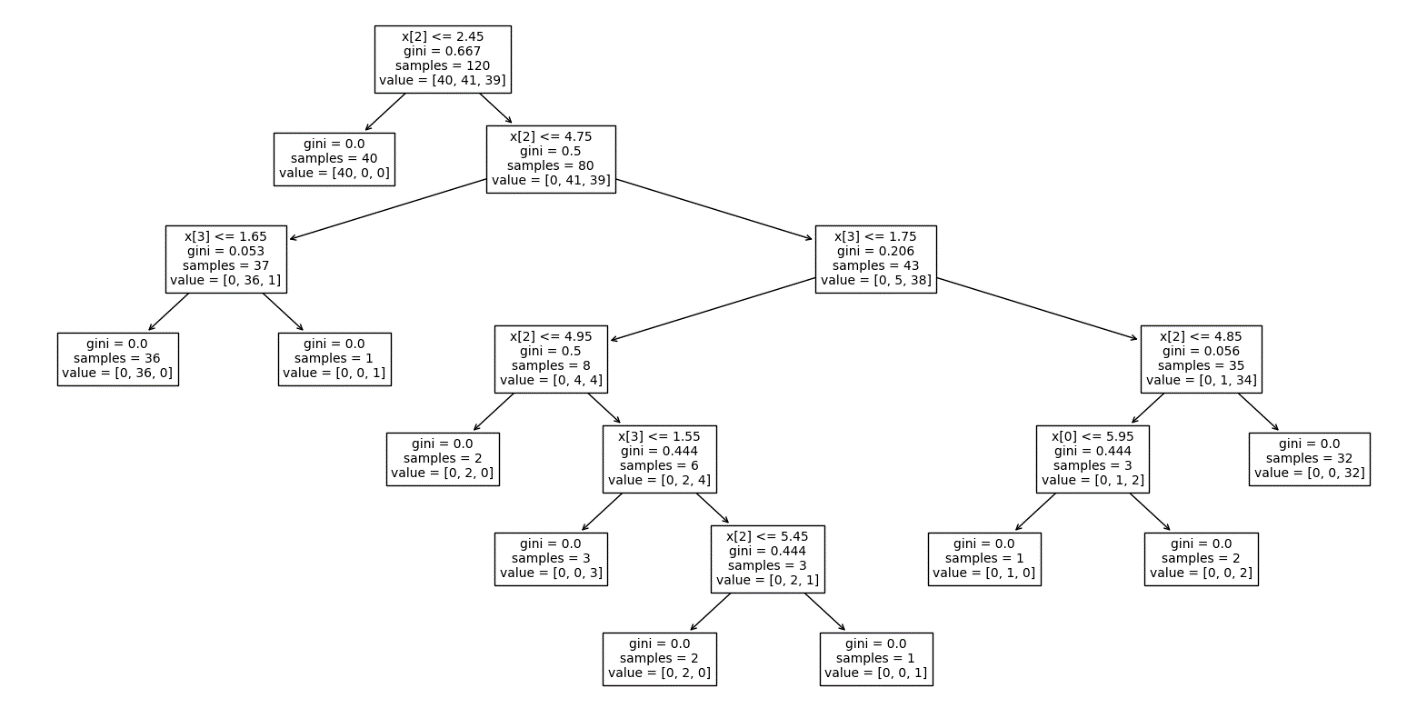 x[2] <= 2.45
gini = 0.667
samples = 120
value = [40, 41, 39]
gini = 0.0
samples = 40
value = [40, 0, 0]
x[2] <= 4.75
gini = 0.5
samples = 80
value = [0, 41, 39]
x[3] <= 1.65
gini = 0.053
samples = 37
value = [0, 36, 1]
x[3] <= 1.75
gini = 0.206
samples = 43
value = [0, 5, 38]
gini = 0.0
samples = 36
value = [0, 36, 0]
gini = 0.0
samples = 1
value = [0, 0, 1]
x[2] <= 4.95
gini = 0.5
samples = 8
value = [0, 4, 4]
x[2] <= 4.85
gini = 0.056
samples = 35
value = [0, 1, 34]
gini = 0.0
samples = 2
value = [0, 2, 0]
x[3] <= 1.55
gini = 0.444
samples = 6
value = [0, 2, 4]
x[0] <= 5.95
gini = 0.444
samples = 3
value = [0, 1, 2]
gini = 0.0
samples = 32
value = [0, 0, 32]
gini = 0.0
samples = 3
value = [0, 0, 3]
x[2] <= 5.45
gini = 0.444
samples = 3
value = [0, 2, 1]
gini = 0.0
samples = 1
value = [0, 1, 0]
gini = 0.0
samples = 2
value = [0, 0, 2]
gini = 0.0
samples = 2
value = [0, 2, 0]
gini = 0.0
samples = 1
value = [0, 0, 1]